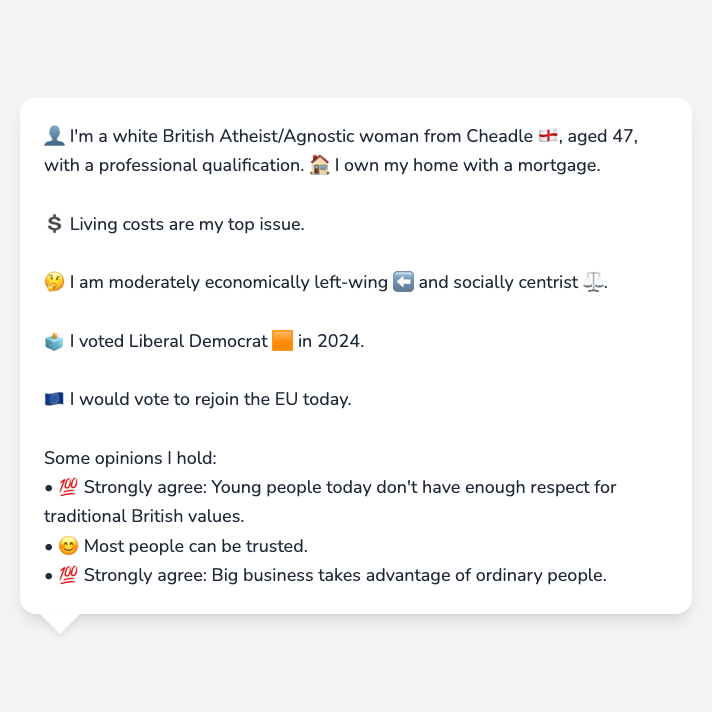 👤 I'm a white British Atheist/Agnostic woman from Cheadle 🏴󠁧󠁢󠁥󠁮󠁧󠁿, aged 47,
with a professional qualification. 🏠 I own my home with a mortgage.
💲 Living costs are my top issue.
🤔 I am moderately economically left-wing ⬅️ and socially centrist ⚖️.
🗳️ I voted Liberal Democrat 🟧 in 2024.
🇪🇺 I would vote to rejoin the EU today.
Some opinions I hold:
• 💯 Strongly agree: Young people today don't have enough respect for
traditional British values.
• 😊 Most people can be trusted.
• 💯 Strongly agree: Big business takes advantage of ordinary people.